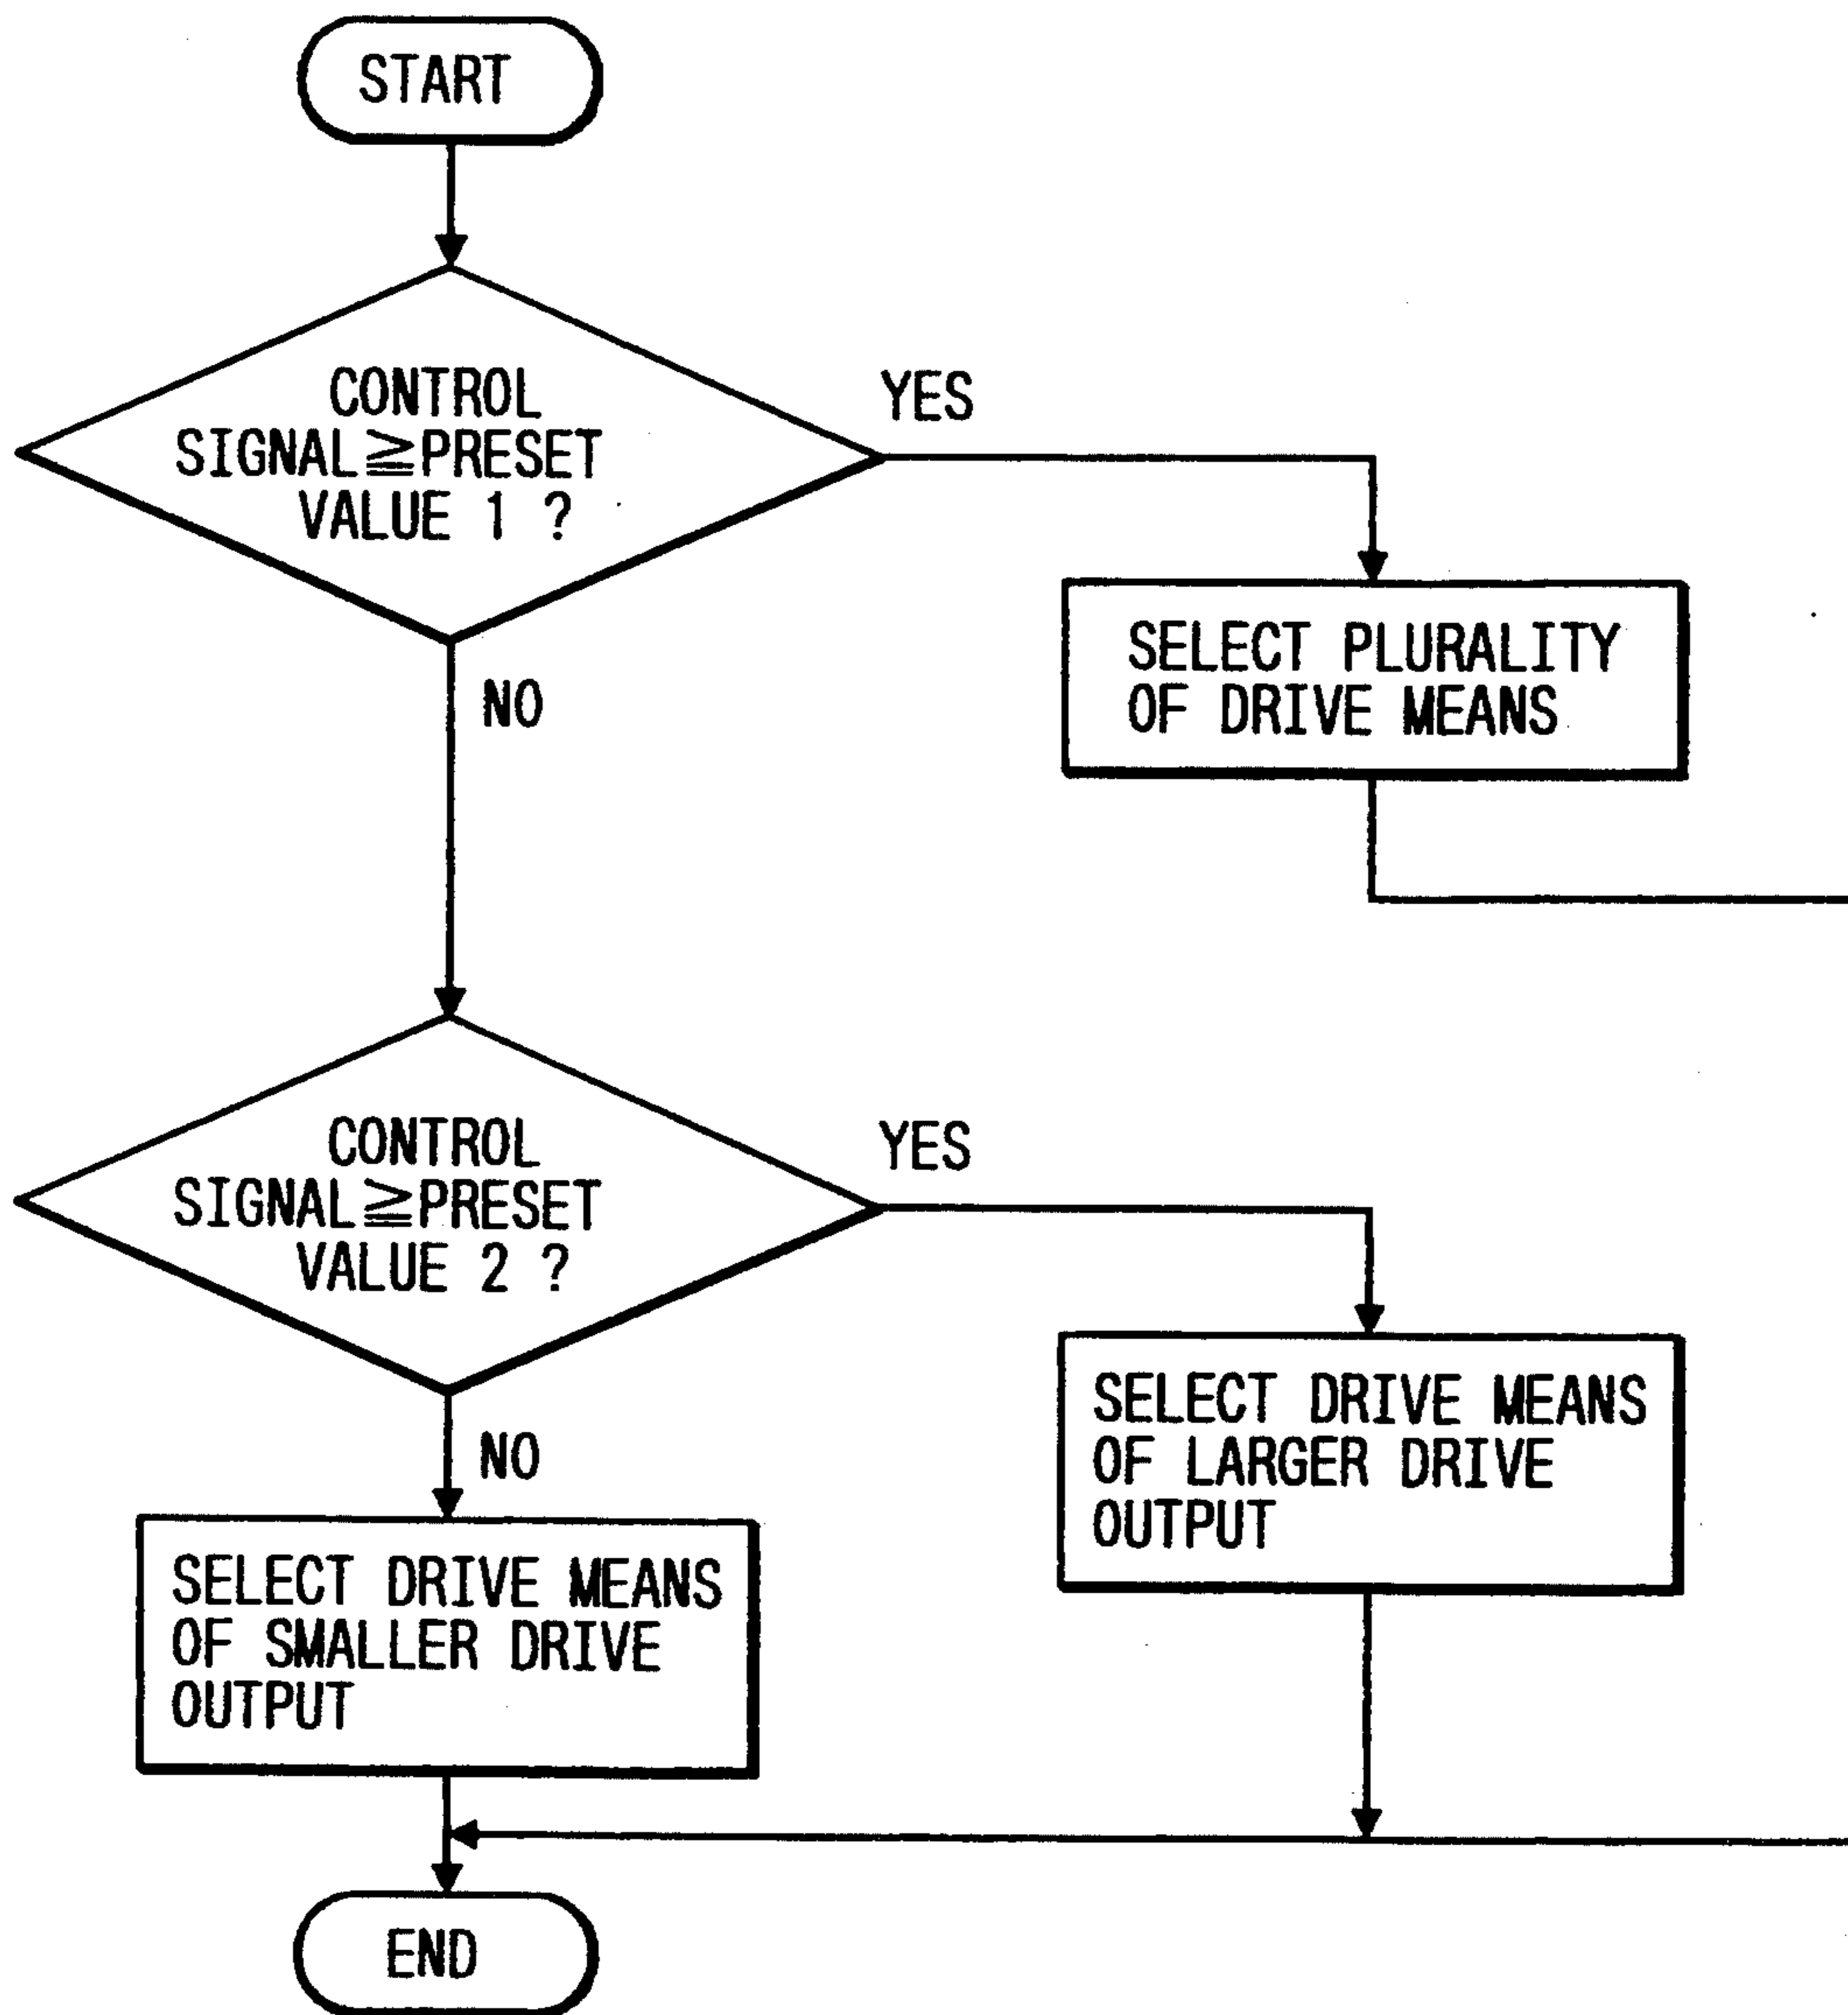 START
CONTROL
SIGNAL≧PRESET
VALUE 1 ?
YES
NO
SELECT PLURALITY
OF DRIVE MEANS
CONTROL
SIGNAL≧PRESET
VALUE 2 ?
YES
NO
SELECT DRIVE MEANS
OF LARGER DRIVE
OUTPUT
SELECT DRIVE MEANS
OF SMALLER DRIVE
OUTPUT
END